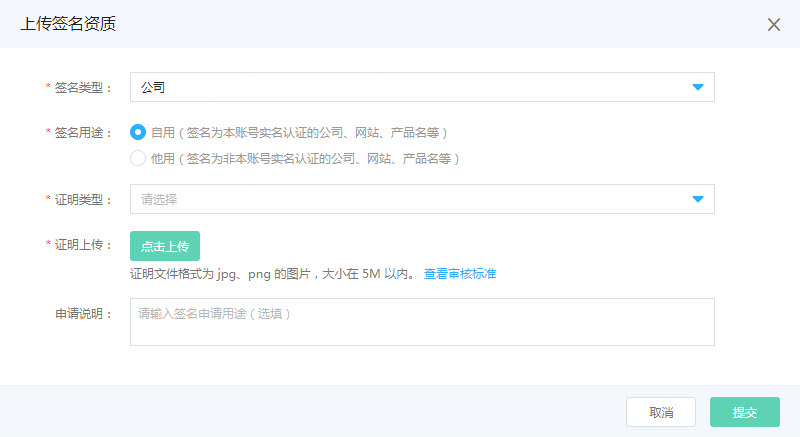 上传签名资质
* 签名类型： 公司
* 签名用途： 自用（签名为本账号实名认证的公司、网站、产品名等）
他用（签名为非本账号实名认证的公司、网站、产品名等）
* 证明类型： 请选择
* 证明上传： 点击上传
证明文件格式为 jpg、png 的图片，大小在 5M 以内。 查看审核标准
申请说明： 请输入签名申请用途（选填）
取消 提交